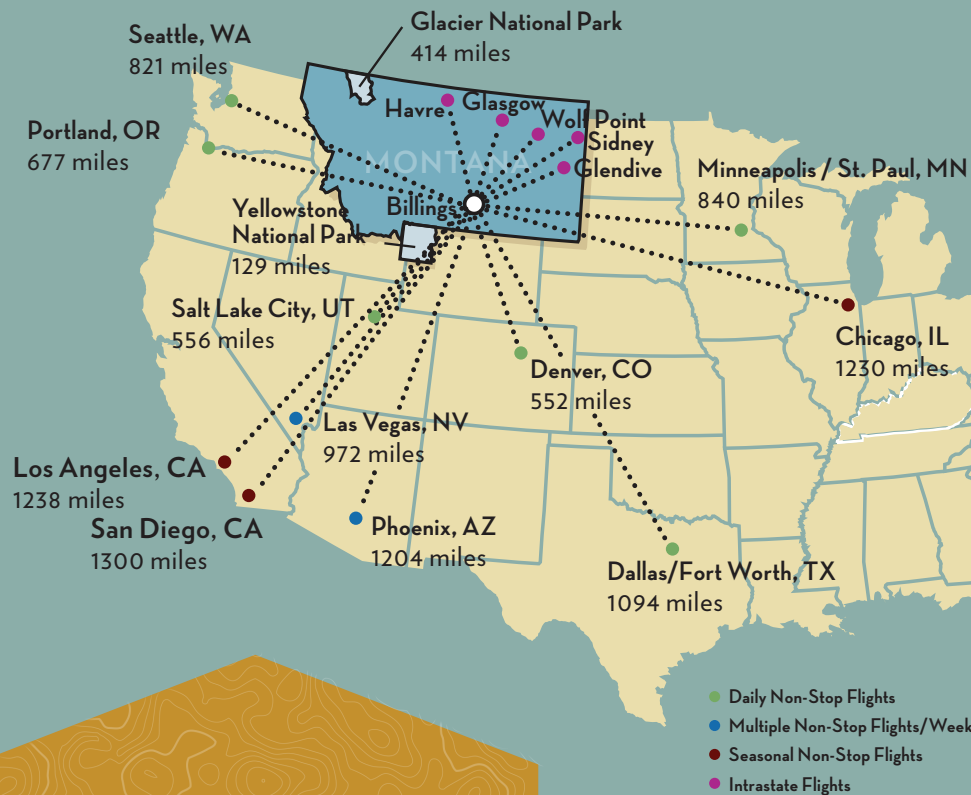 Glacier National Park
414 miles
Seattle, WA
821 miles
Havre
Glasgow
Wolf Point
Portland, OR
677 miles
Sidney
MONTANA
Glendive
Minneapolis / St. Paul, MN
840 miles
Billings
Yellowstone
National Park
129 miles
Salt Lake City, UT
556 miles
Chicago, IL
1230 miles
Denver, CO
552 miles
Las Vegas, NV
972 miles
Los Angeles, CA
1238 miles
San Diego, CA
1300 miles
Phoenix, AZ
1204 miles
Dallas/Fort Worth, TX
1094 miles
Daily Non-Stop Flights
Multiple Non-Stop Flights/Week
Seasonal Non-Stop Flights
Intrastate Flights